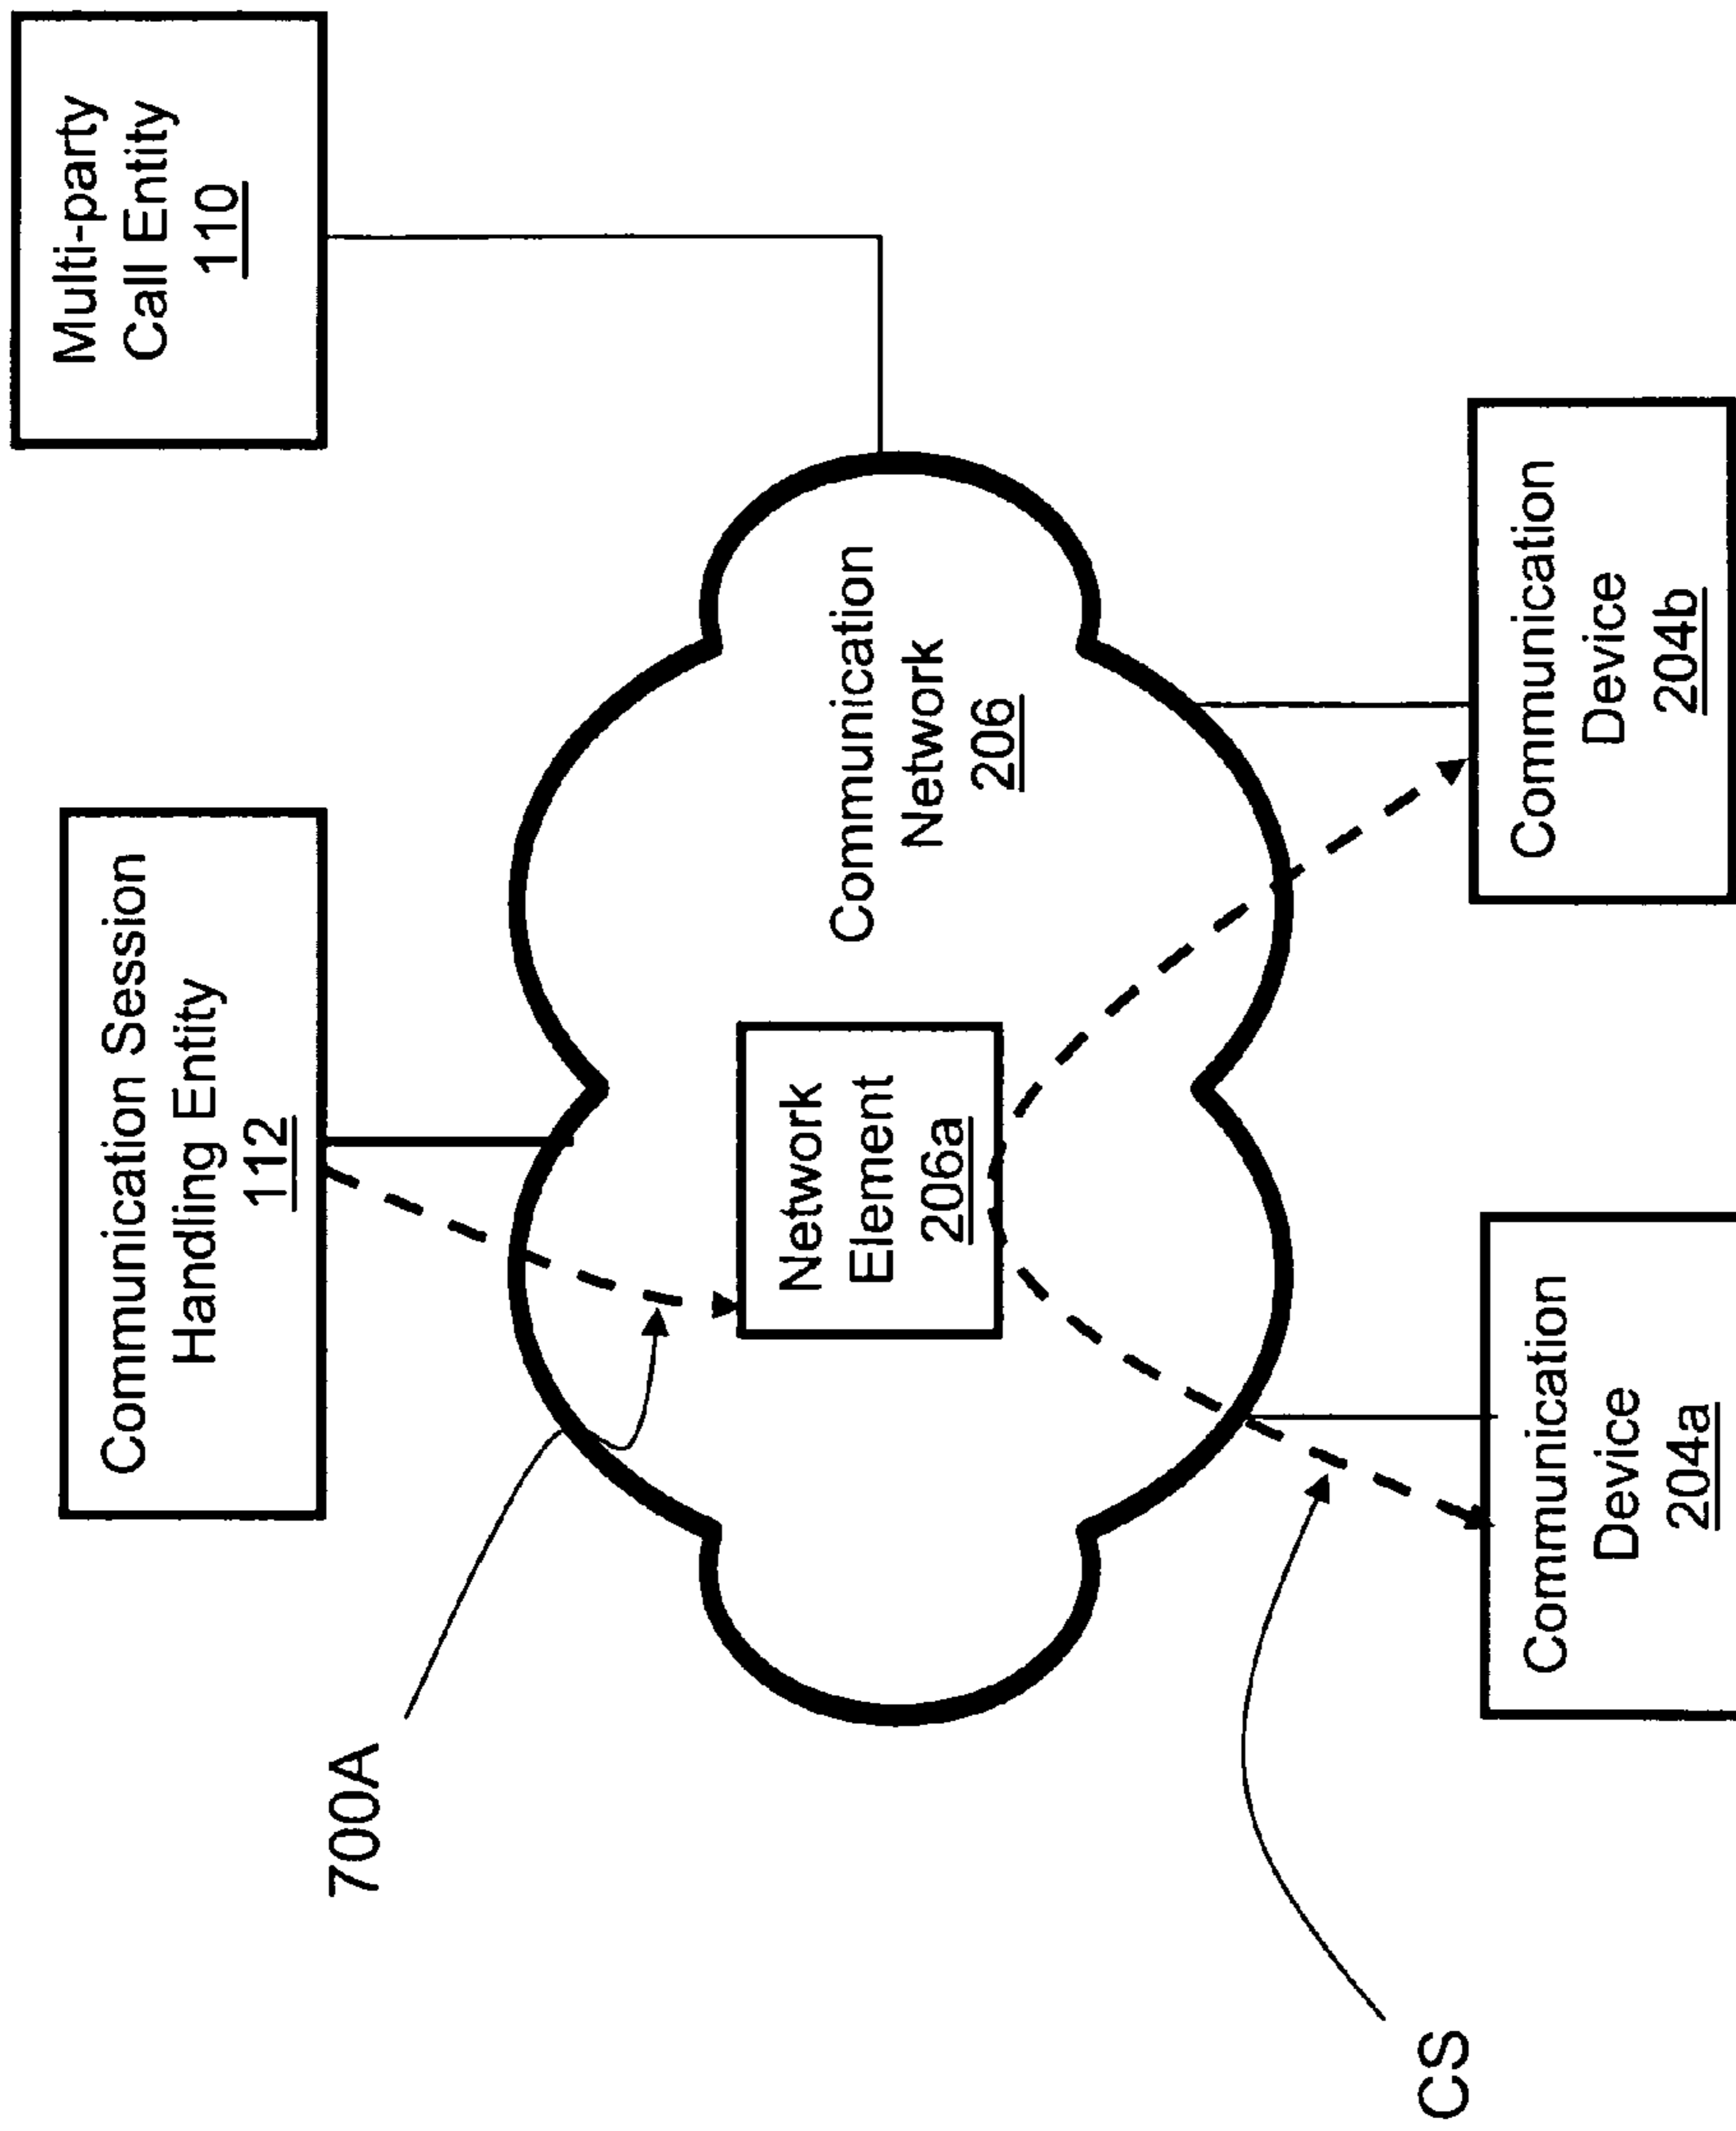 Communication Session
Handling Entity
112
Multi-party
Call Entity
110
700A
Network
Element
206a
Communication
Network
206
CS
Communication
Device
204a
Communication
Device
204b